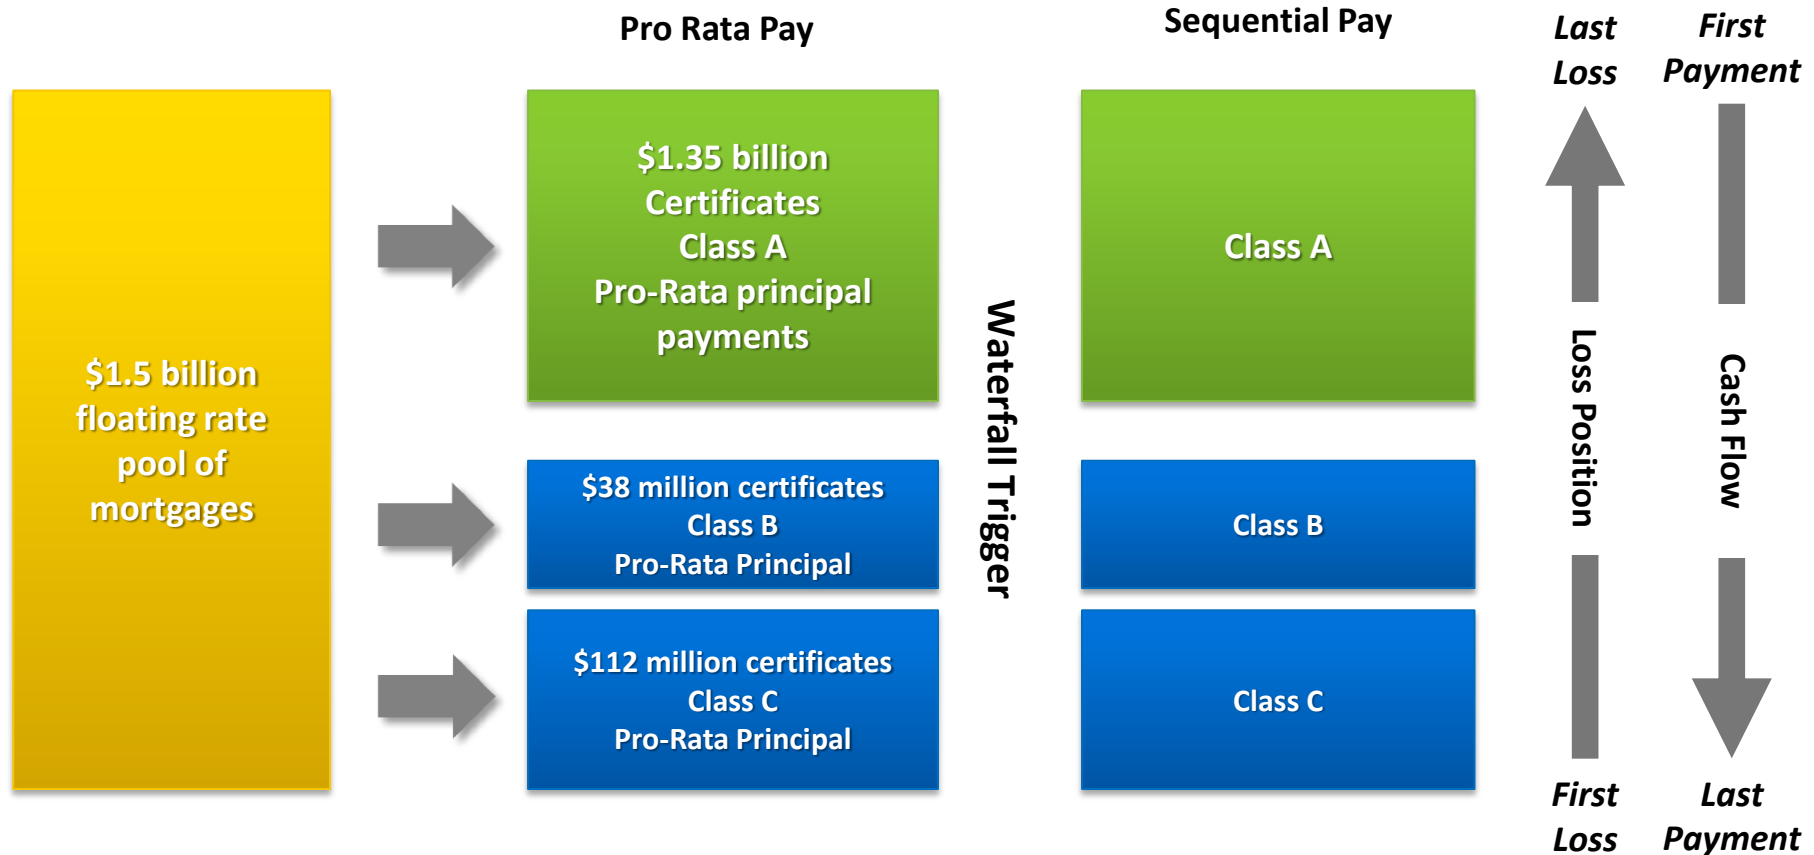 Pro Rata Pay
Sequential Pay
Last
Loss
First
Payment
$1.5 billion
floating rate
pool of
mortgages
$1.35 billion
Certificates
Class A
Pro-Rata principal
payments
$38 million certificates
Class B
Pro-Rata Principal
$112 million certificates
Class C
Pro-Rata Principal
Waterfall Trigger
Class A
Class B
Class C
Loss Position
Cash Flow
First
Loss
Last
Payment